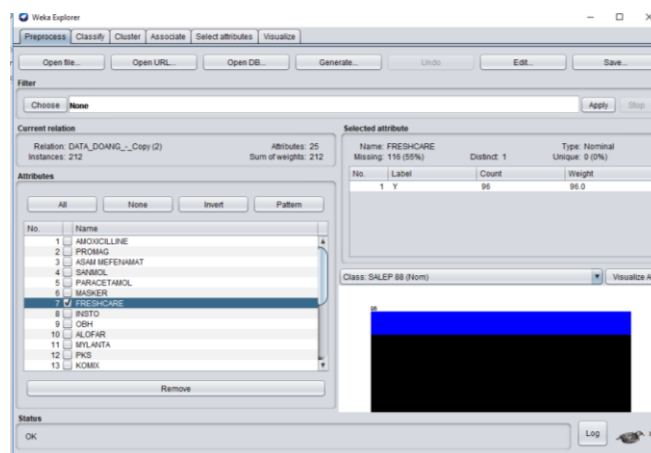 Weka Explorer
Preprocess Classify Cluster Associate Select attributes Visualize
Open file... Open URL... Open DB... Generate... Undo Edit... Save...
Filter
Choose None Apply Stop
Current relation
Relation: DATA_DOANG_-_Copy (2) Attributes: 25
Instances: 212 Sum of weights: 212
Attributes
All None Invert Pattern
No. Name
1 AMOXICILLINE
2 PROMAG
3 ASAM MEFENAMAT
4 SANMOL
5 PARACETAMOL
6 MASKER
7 FRESHCARE
8 INSTO
9 OBH
10 ALOFAR
11 MYLANTA
12 PKS
13 KOMIX
Remove
Selected attribute
Name: FRESHCARE Type: Nominal
Missing: 116 (55%) Distinct: 1 Unique: 0 (0%)
No. Label Count Weight
1 Y 96 96.0
Class: SALEP 88 (Nom) Visualize A
96
Status
OK
Log